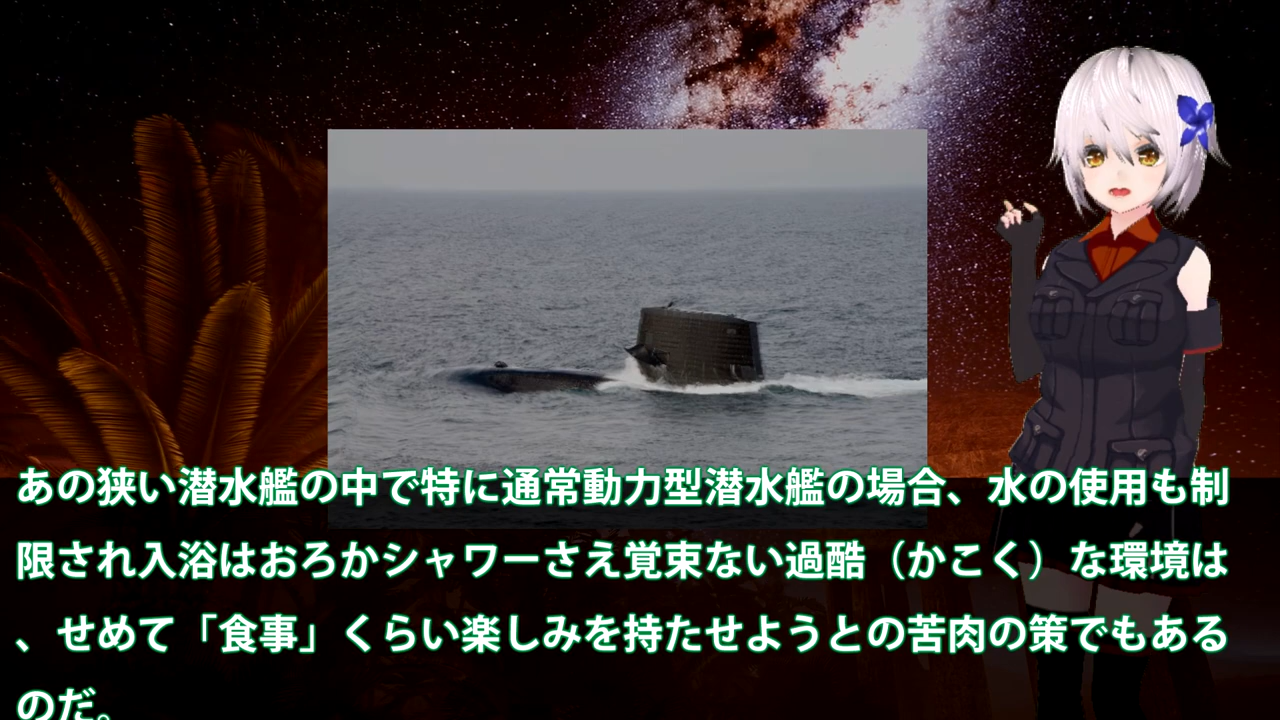 あの狭い潜水艦の中で特に通常動力型潜水艦の場合、水の使用も制
限され入浴はおろかシャワーさえ覚束ない過酷（かこく）な環境は
、せめて「食事」くらい楽しみを持たせようとの苦肉の策でもある
のだ。